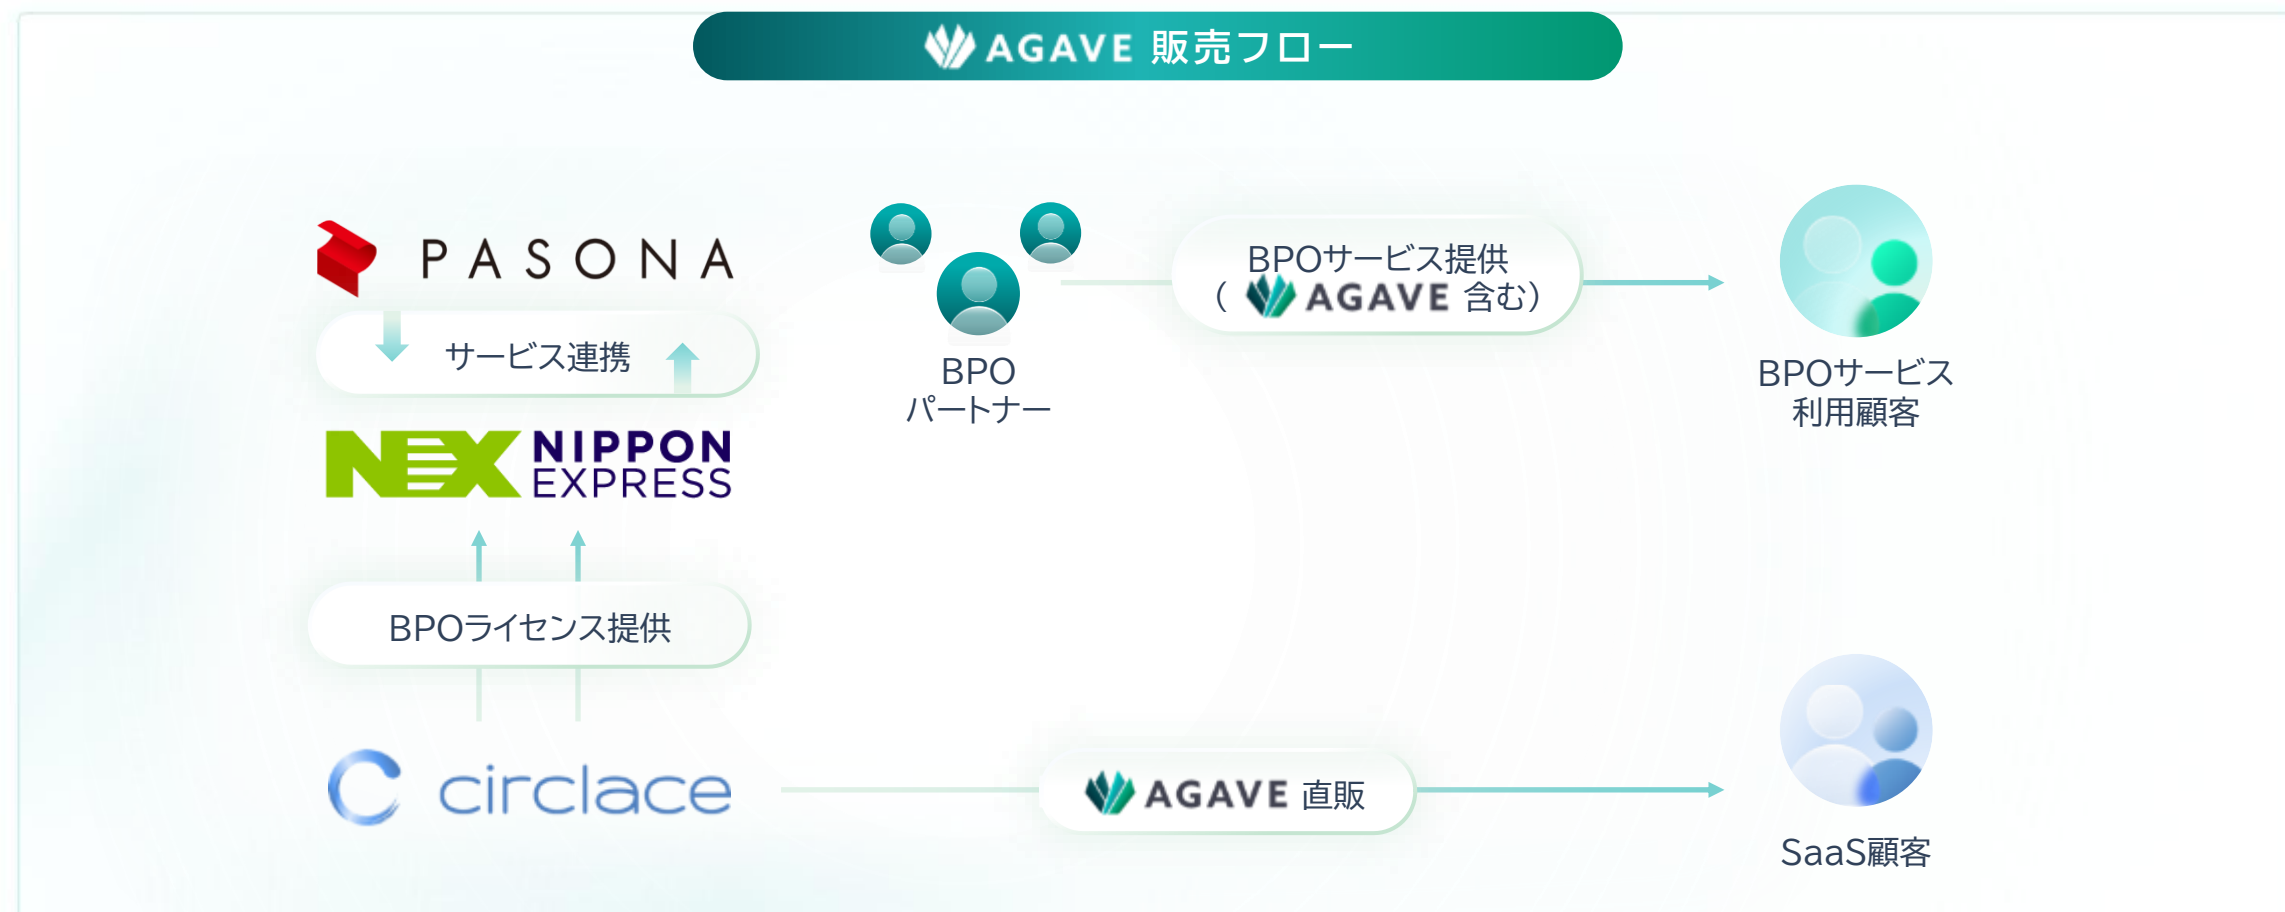 AGAVE 販売フロー
PASONA
サービス連携
NX NIPPON
EXPRESS
BPOライセンス提供
circlace
BPO
パートナー
BPOサービス提供
( AGAVE 含む)
BPOサービス
利用顧客
AGAVE 直販
SaaS顧客